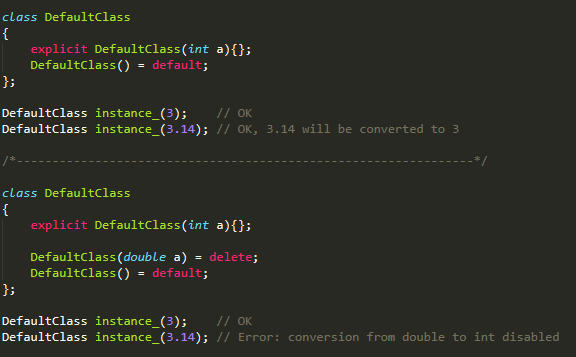 class DefaultClass
{
    explicit DefaultClass(int a){};
    DefaultClass() = default;
};
DefaultClass instance_(3);    // OK
DefaultClass instance_(3.14); // OK, 3.14 will be converted to 3
/*----------------------------------------------------------------*/
class DefaultClass
{
    explicit DefaultClass(int a){};
    DefaultClass(double a) = delete;
    DefaultClass() = default;
};
DefaultClass instance_(3);    // OK
DefaultClass instance_(3.14); // Error: conversion from double to int disabled